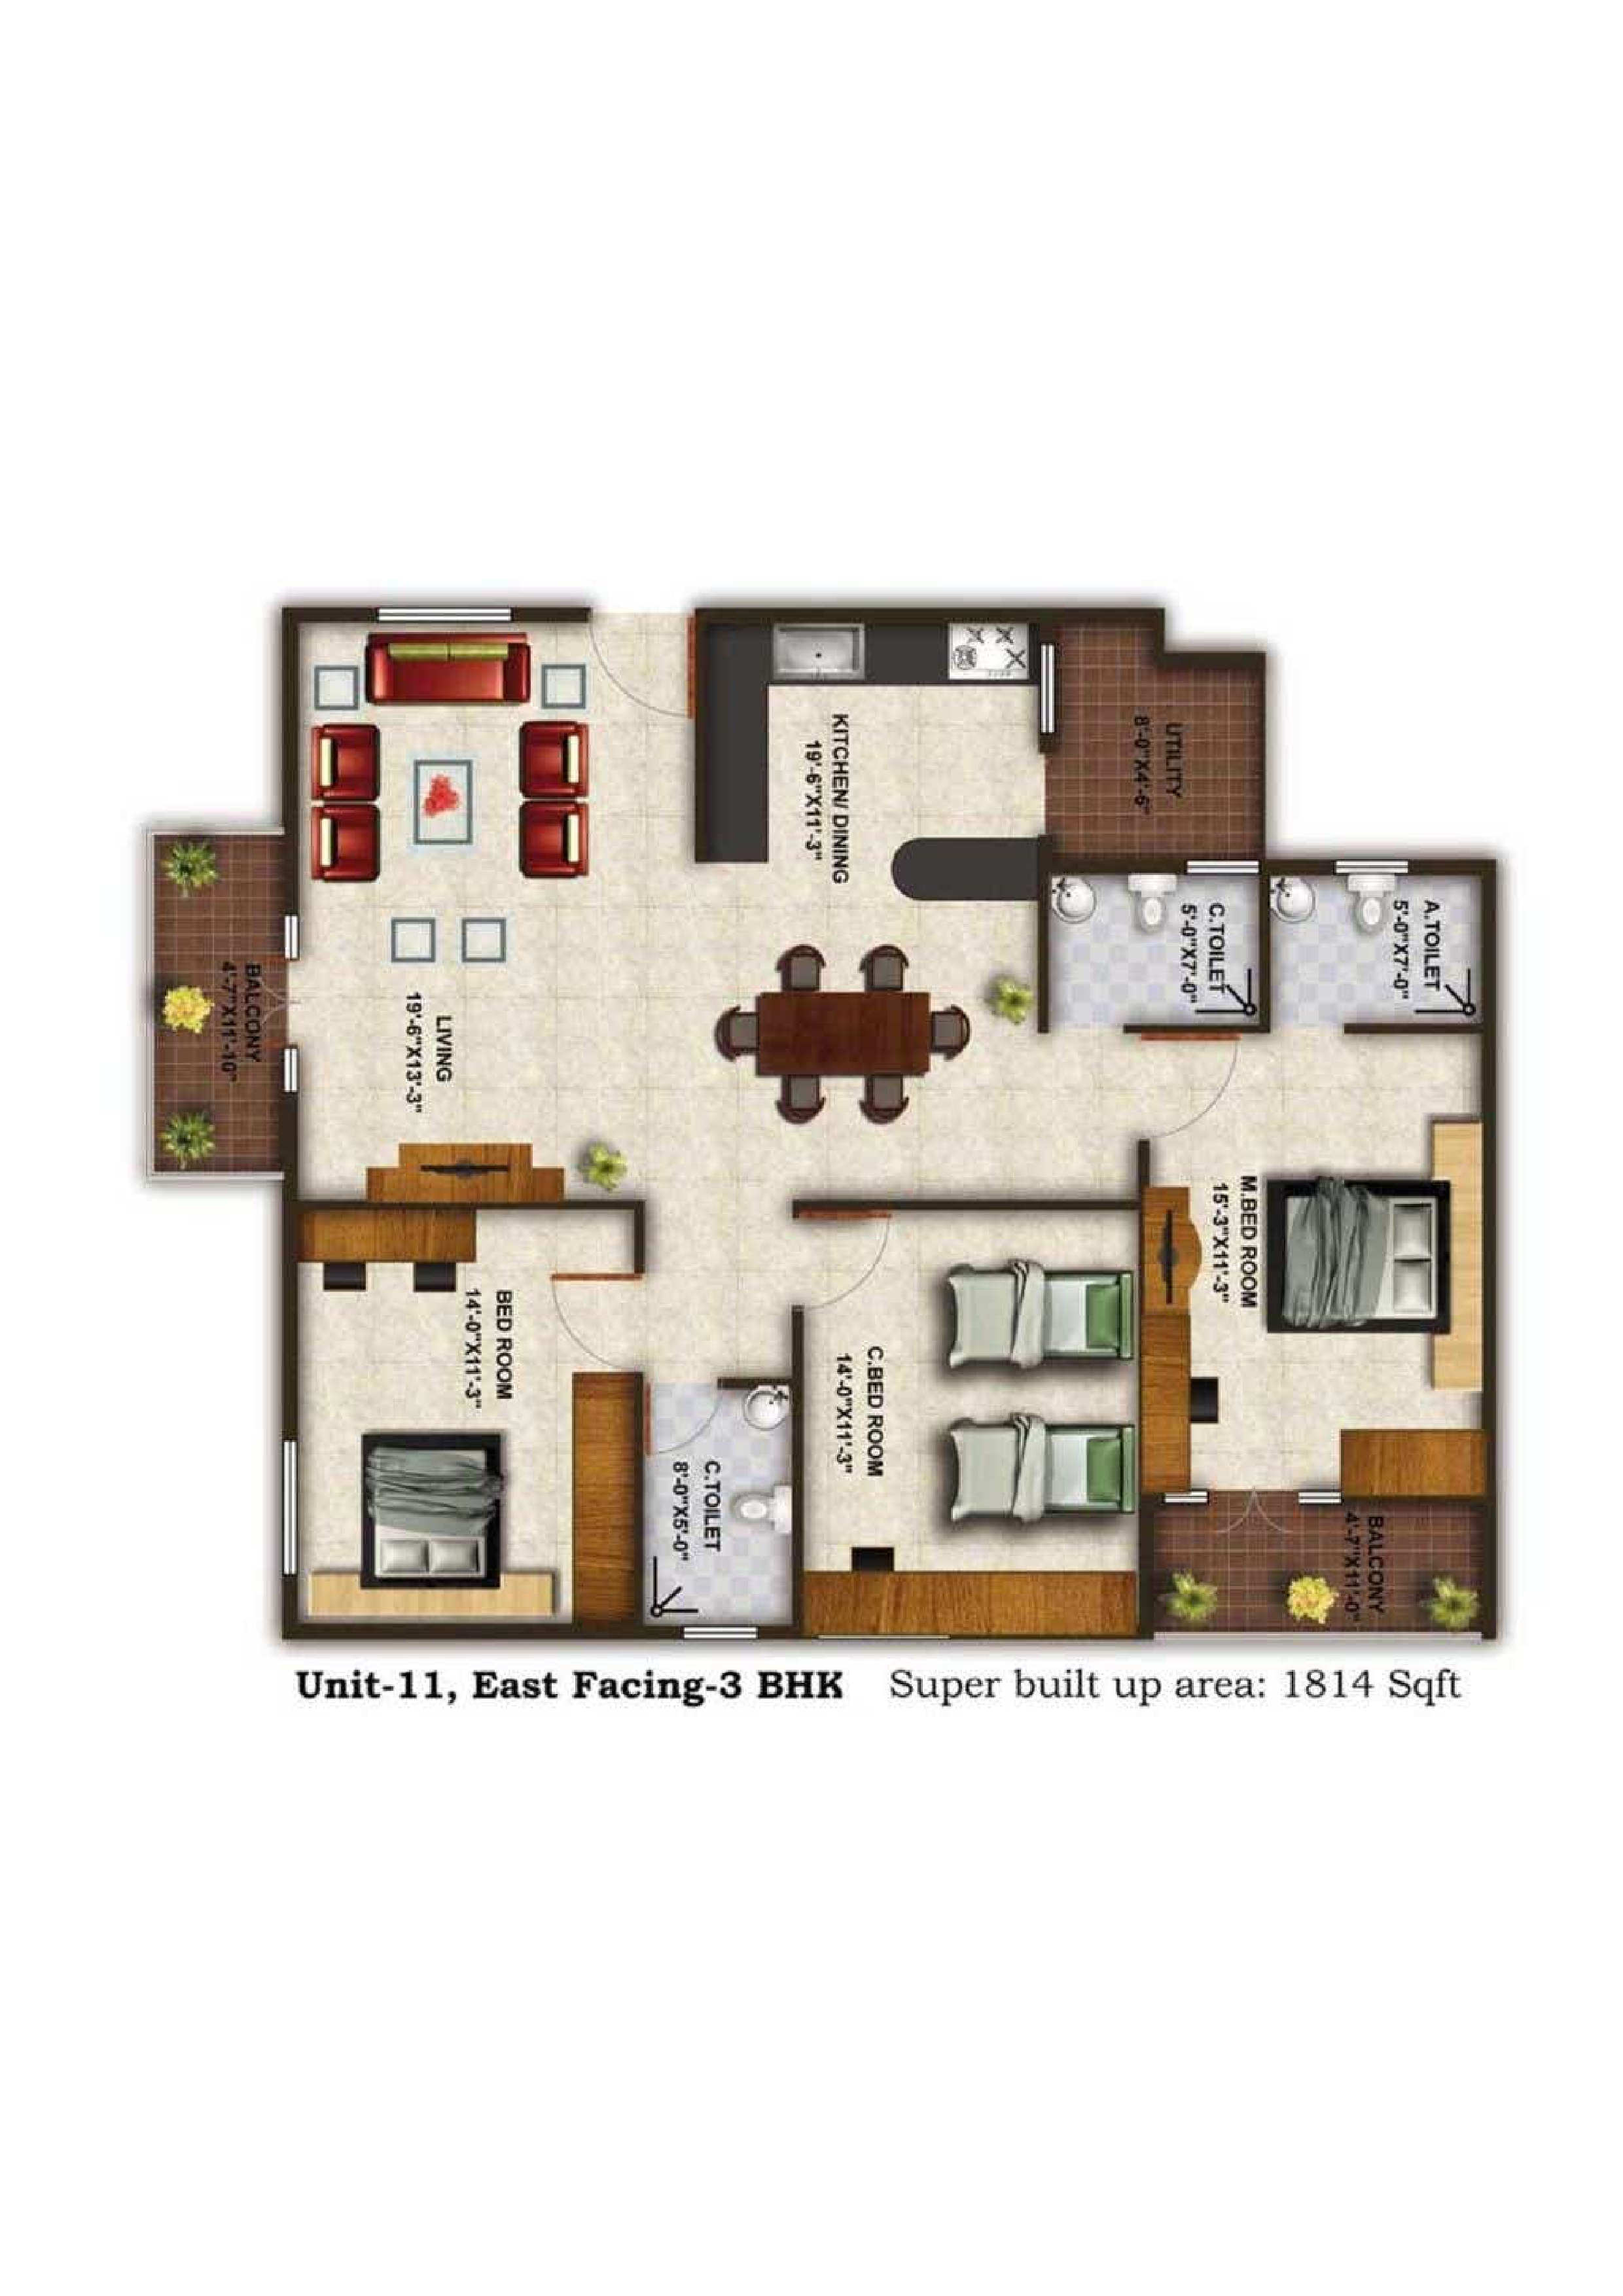 KITCHEN/ DINING
19'-6"X11'-3"
UTILITY
8'-0"X4'-6"
C.TOILET
5'-0"X7'-0"
A.TOILET
5'-0"X7'-0"
BALCONY
4'-7"X11'-10"
LIVING
19'-6"X13'-3"
M.BED ROOM
15'-3"X11'-3"
BED ROOM
14'-0"X11'-3"
C.BED ROOM
14'-0"X11'-3"
C.TOILET
8'-0"X5'-0"
BALCONY
4'-7"X11'-0"
Unit-11, East Facing-3 BHK Super built up area: 1814 Sqft